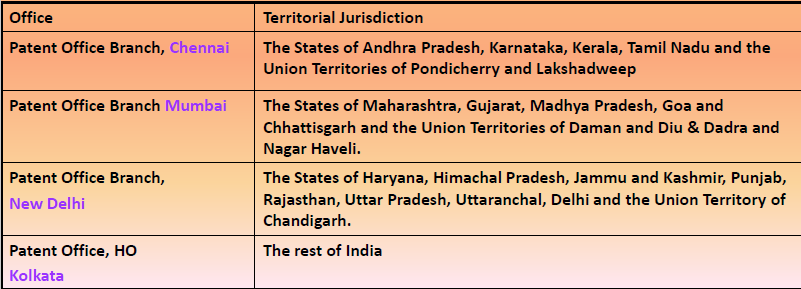 Office
Territorial Jurisdiction
Patent Office Branch, Chennai
The States of Andhra Pradesh, Karnataka, Kerala, Tamil Nadu and the
Union Territories of Pondicherry and Lakshadweep
Patent Office Branch Mumbai
The States of Maharashtra, Gujarat, Madhya Pradesh, Goa and
Chhattisgarh and the Union Territories of Daman and Diu & Dadra and
Nagar Haveli.
Patent Office Branch,
New Delhi
The States of Haryana, Himachal Pradesh, Jammu and Kashmir, Punjab,
Rajasthan, Uttar Pradesh, Uttaranchal, Delhi and the Union Territory of
Chandigarh.
Patent Office, HO
Kolkata
The rest of India